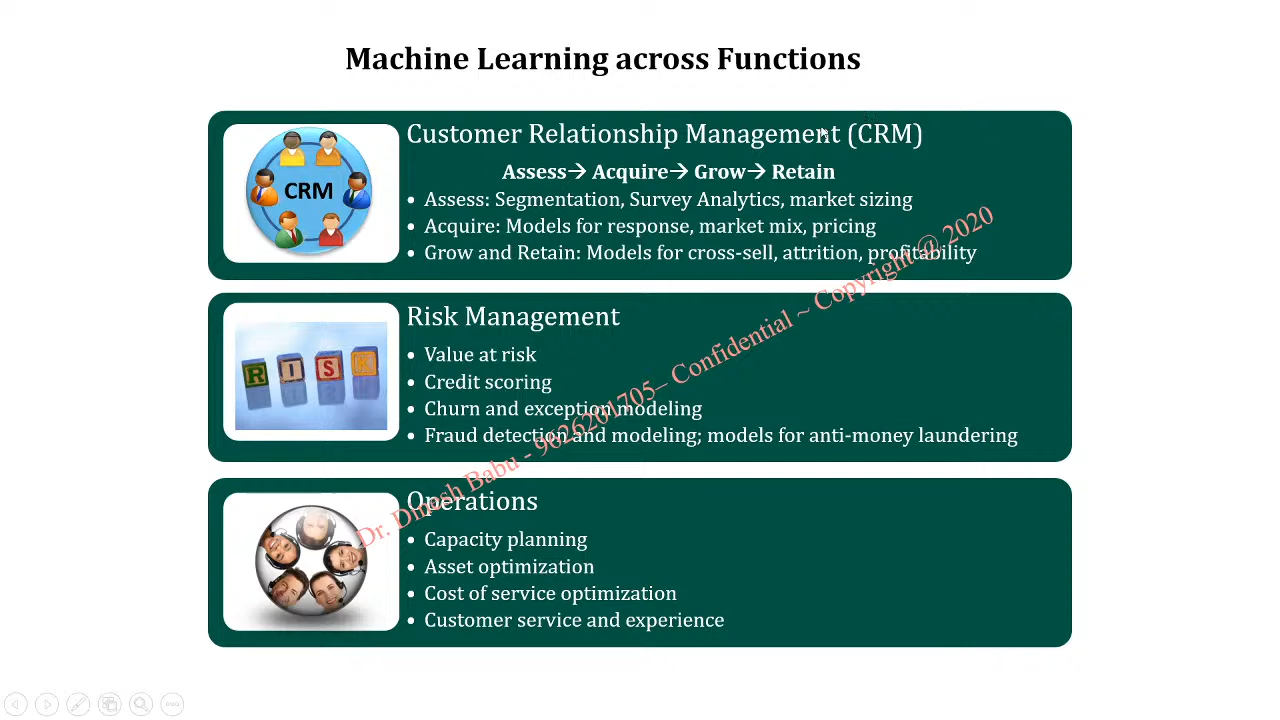 Machine Learning across Functions
CRM
Customer Relationship Management (CRM)
Assess→ Acquire→ Grow→ Retain
• Assess: Segmentation, Survey Analytics, market sizing
• Acquire: Models for response, market mix, pricing
• Grow and Retain: Models for cross-sell, attrition, profitability
RISK
Risk Management
• Value at risk
• Credit scoring
• Churn and exception modeling
• Fraud detection and modeling; models for anti-money laundering
Dr. Dinesh Babu - 9626201705– Confidential ~ Copyright @ 2020
Operations
• Capacity planning
• Asset optimization
• Cost of service optimization
• Customer service and experience